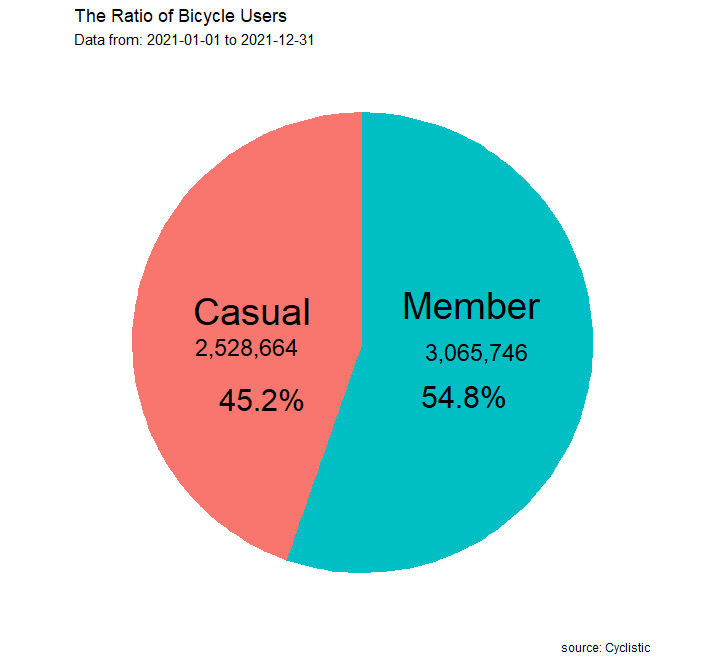 The Ratio of Bicycle Users
Data from: 2021-01-01 to 2021-12-31
Casual
2,528,664
45.2%
Member
3,065,746
54.8%
source: Cyclistic